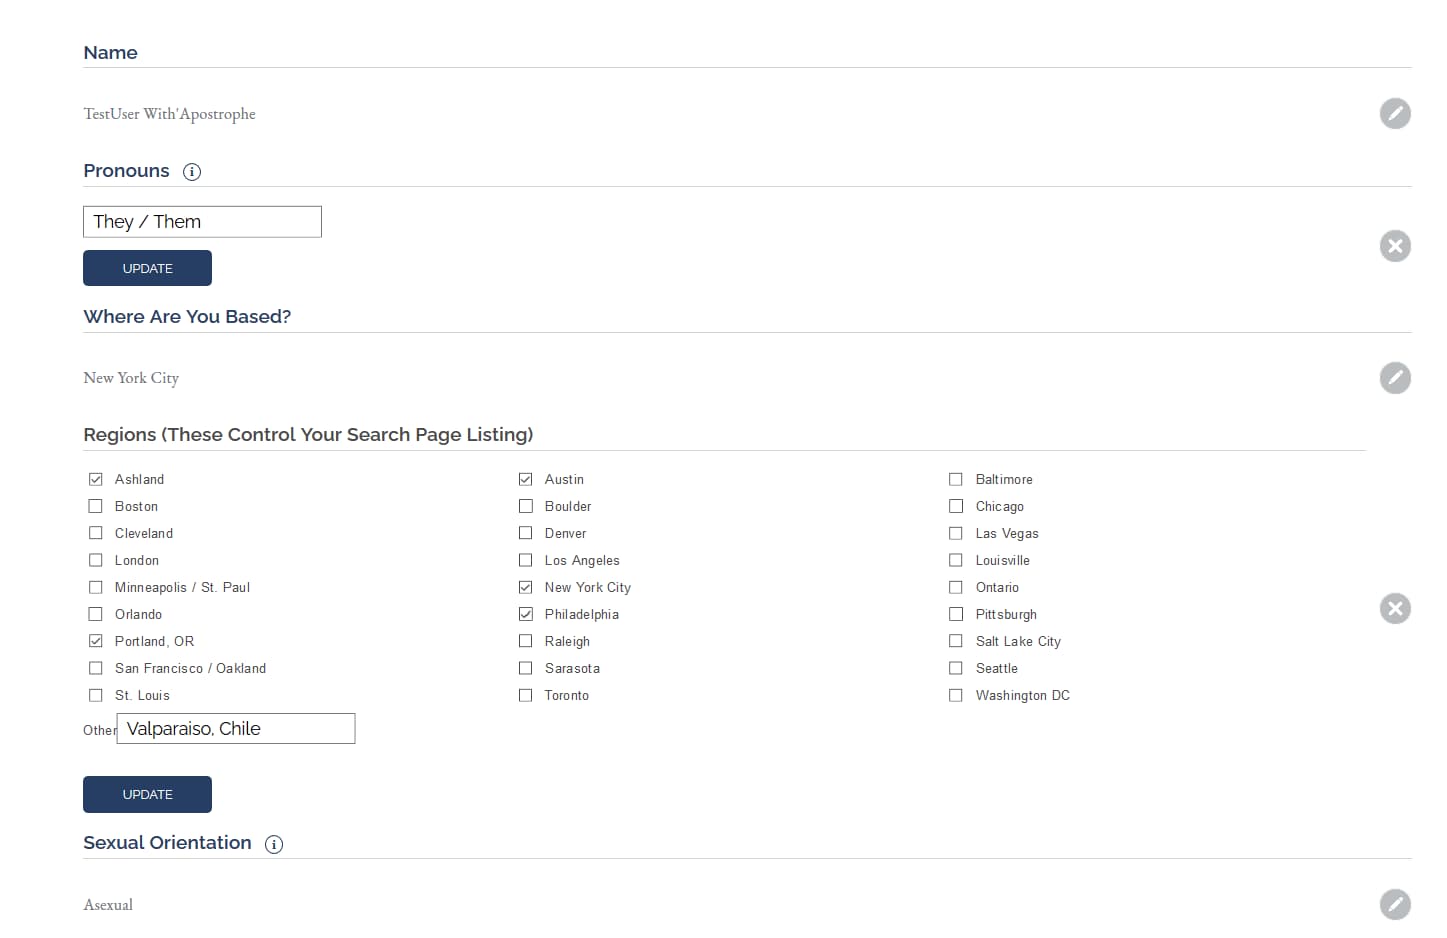 Name
TestUser With'Apostrophe
Pronouns i
They / Them
UPDATE
Where Are You Based?
New York City
Regions (These Control Your Search Page Listing)
Ashland Austin Baltimore
Boston Boulder Chicago
Cleveland Denver Las Vegas
London Los Angeles Louisville
Minneapolis / St. Paul New York City Ontario
Orlando Philadelphia Pittsburgh
Portland, OR Raleigh Salt Lake City
San Francisco / Oakland Sarasota Seattle
St. Louis Toronto Washington DC
Other Valparaiso, Chile
UPDATE
Sexual Orientation i
Asexual